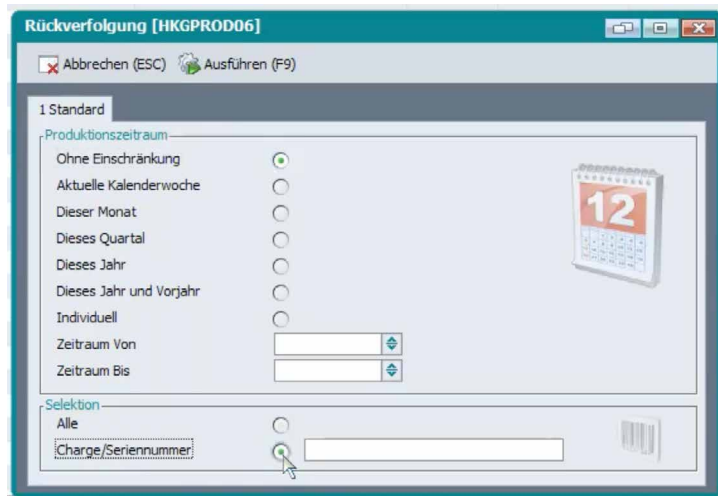 Rückverfolgung [HKGPROD06]
Abbrechen (ESC) Ausführen (F9)
1 Standard
Produktionszeitraum
Ohne Einschränkung
Aktuelle Kalenderwoche
Dieser Monat
Dieses Quartal
Dieses Jahr
Dieses Jahr und Vorjahr
Individuell
Zeitraum Von
Zeitraum Bis
12
Selektion
Alle
Charge/Seriennummer